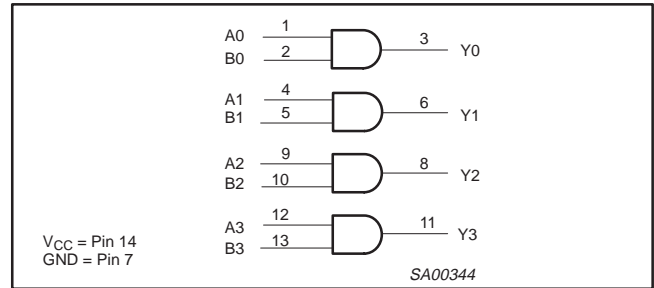 A0 1 3 Y0
B0 2
A1 4 6 Y1
B1 5
A2 9 8 Y2
B2 10
A3 12 11 Y3
B3 13
VCC = Pin 14
GND = Pin 7
SA00344